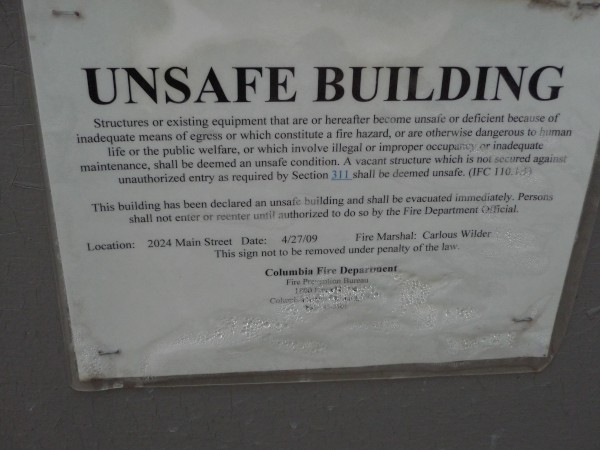 UNSAFE BUILDING
Structures or existing equipment that are or hereafter become unsafe or deficient because of
inadequate means of egress or which constitute a fire hazard, or are otherwise dangerous to human
life or the public welfare, or which involve illegal or improper occupancy or inadequate
maintenance, shall be deemed an unsafe condition. A vacant structure which is not secured against
unauthorized entry as required by Section 311 shall be deemed unsafe. (IFC
This building has been declared an unsafe building and shall be evacuated immediately. Persons
shall not enter or reenter until authorized to do so by the Fire Department Official.
Location: 2024 Main Street Date: 4/27/09 Fire Marshal: Carlous Wilder
This sign not to be removed under penalty of the law.
Columbia Fire Department
Fire Prevention Bureau